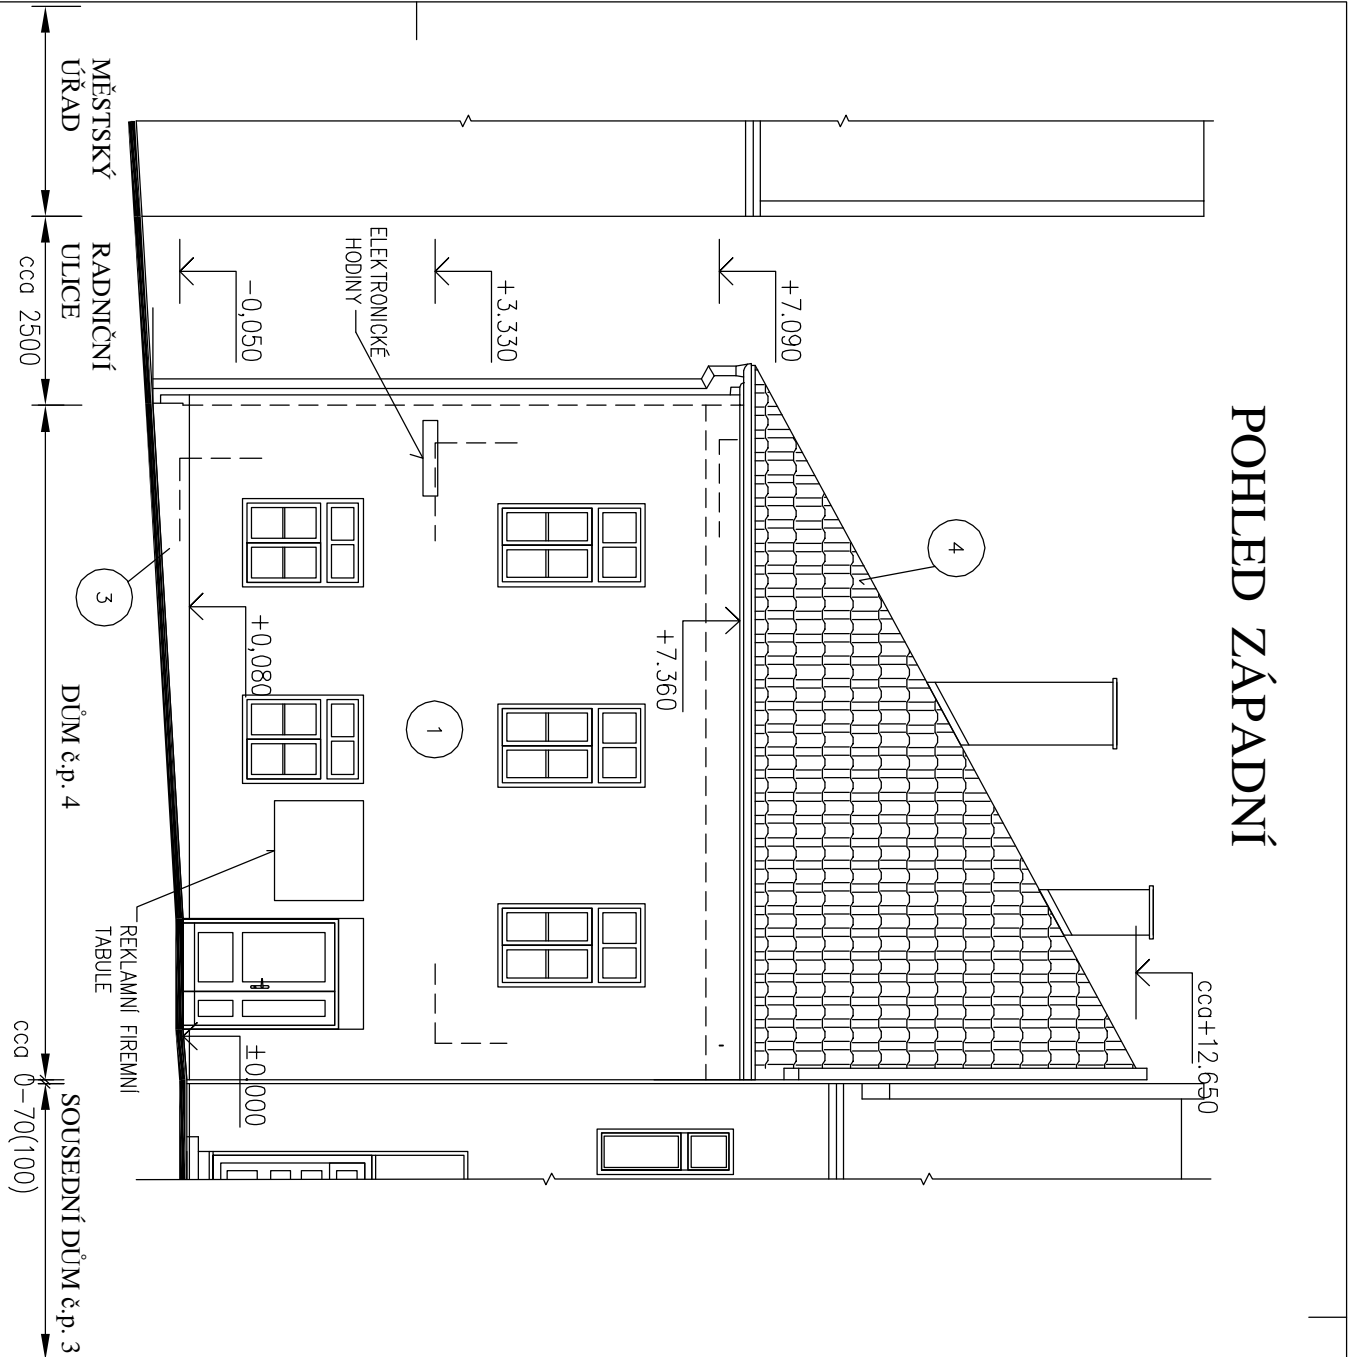 POHLED ZÁPADNÍ
cca+12.650
4
+7.090
+7.360
+3.330
1
ELEKTRONICKÉ
HODINY
-0,050
+0,080
±0.000
3
REKLAMNÍ FIREMNÍ
TABULE
MĚSTSKÝ
ÚŘAD
RADNIČNÍ
ULICE
cca 2500
DŮM č.p. 4
SOUSEDNÍ DŮM č.p. 3
cca 0-70(100)